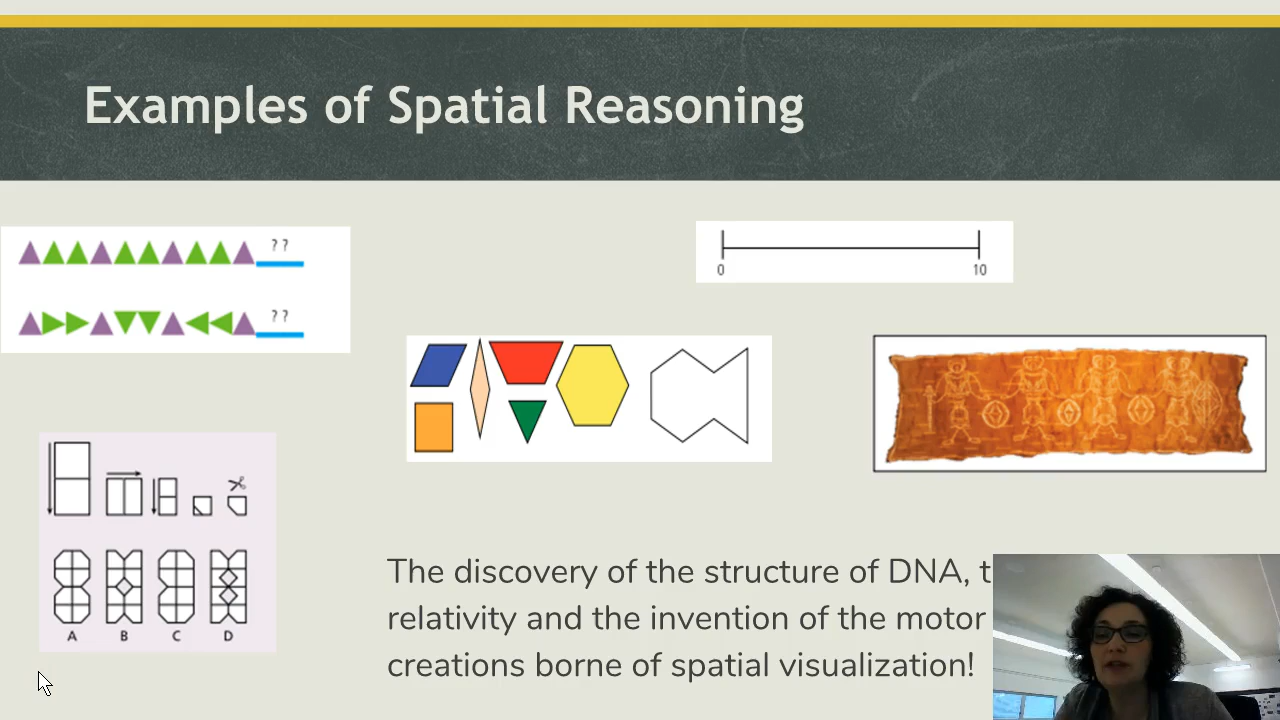 Examples of Spatial Reasoning
? ?
? ?
0 10
A B C D
The discovery of the structure of DNA,
relativity and the invention of the motor
creations borne of spatial visualization!